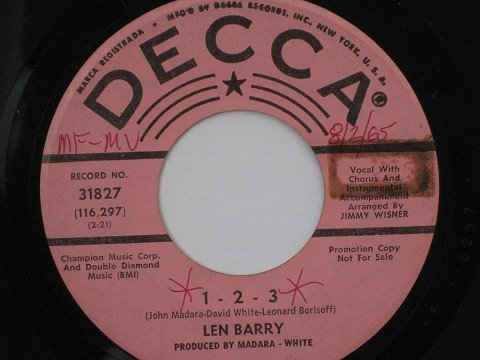 MARCA REGISTRADA • MFD BY DECCA RECORDS, INC., NEW YORK, U.S.A.
DECCA®
MF-MV
8/2/65
RECORD NO.
31827
(116,297)
(2:21)
Vocal With
Chorus And
Instrumental
Accompaniment
Arranged By
JIMMY WISNER
Champion Music Corp.
And Double Diamond
Music (BMI)
Promotion Copy
Not For Sale
* 1 - 2 - 3 *
(John Madara-David White-Leonard Borisoff)
LEN BARRY
PRODUCED BY MADARA - WHITE